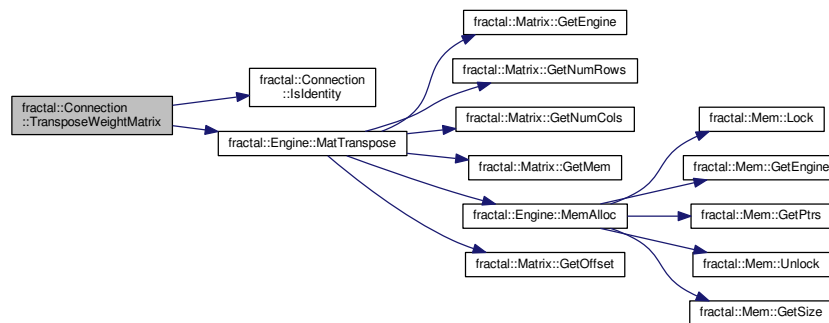 fractal::Connection
::TransposeWeightMatrix
fractal::Connection
::IsIdentity
fractal::Engine::MatTranspose
fractal::Matrix::GetEngine
fractal::Matrix::GetNumRows
fractal::Matrix::GetNumCols
fractal::Matrix::GetMem
fractal::Engine::MemAlloc
fractal::Matrix::GetOffset
fractal::Mem::Lock
fractal::Mem::GetEngine
fractal::Mem::GetPtrs
fractal::Mem::Unlock
fractal::Mem::GetSize